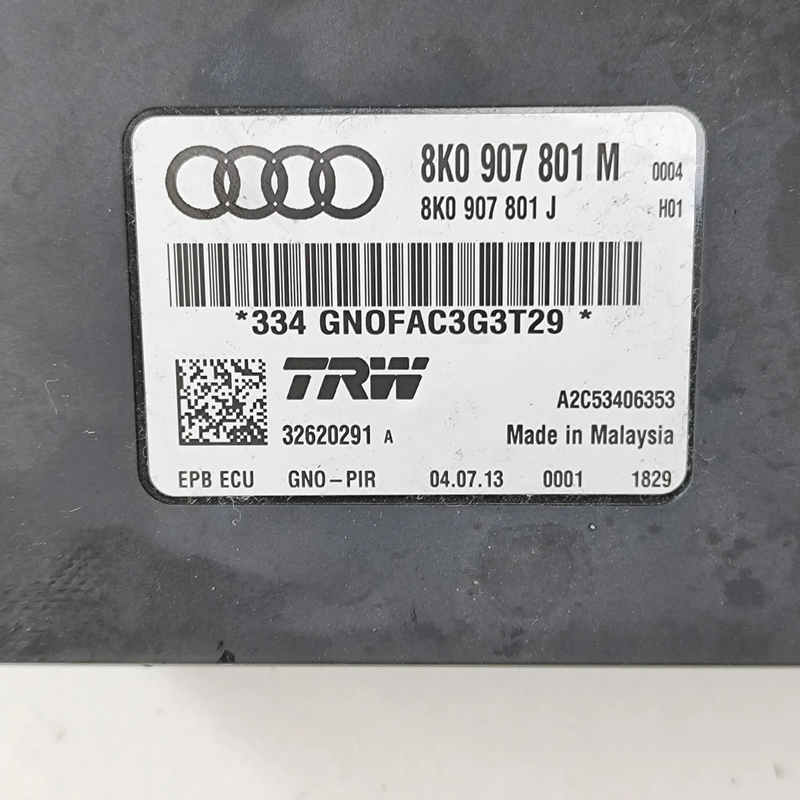 8K0 907 801 M 0004
8K0 907 801 J H01
*334 GNOFAC3G3T29 *
TRW
A2C53406353
32620291 A Made in Malaysia
EPB ECU GNO-PIR 04.07.13 0001 1829